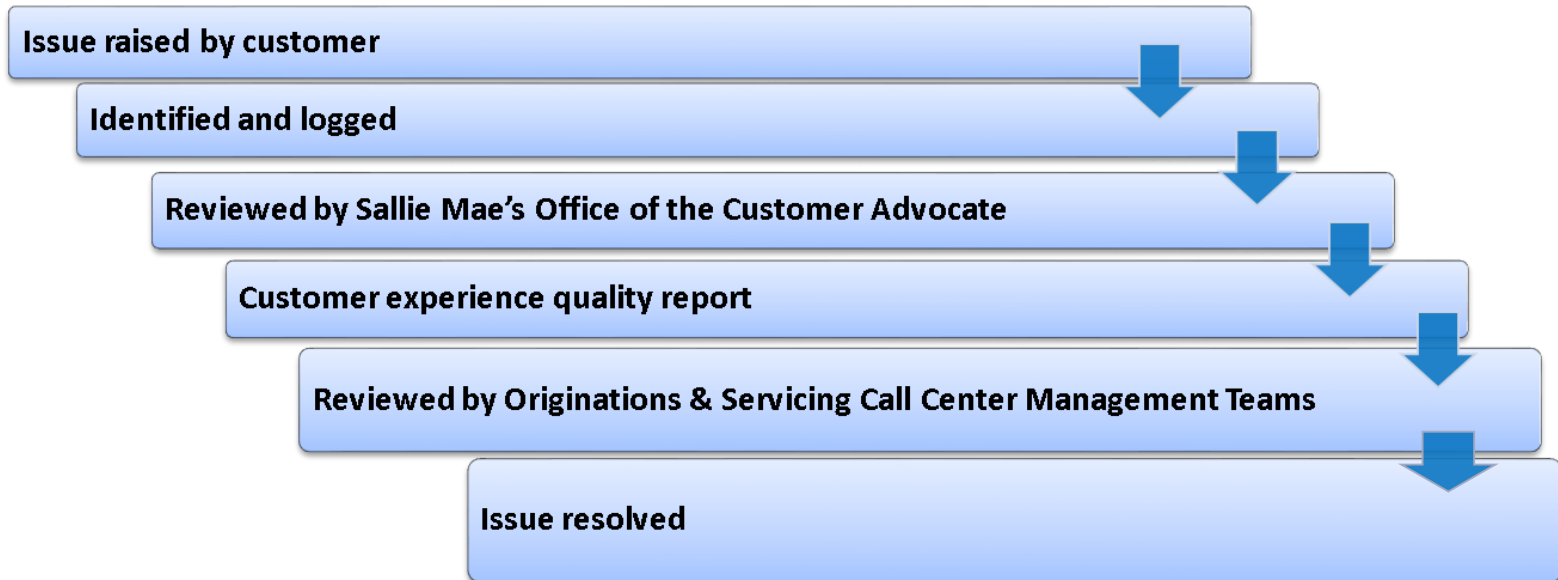 Issue raised by customer
Identified and logged
Reviewed by Sallie Mae’s Office of the Customer Advocate
Customer experience quality report
Reviewed by Originations & Servicing Call Center Management Teams
Issue resolved